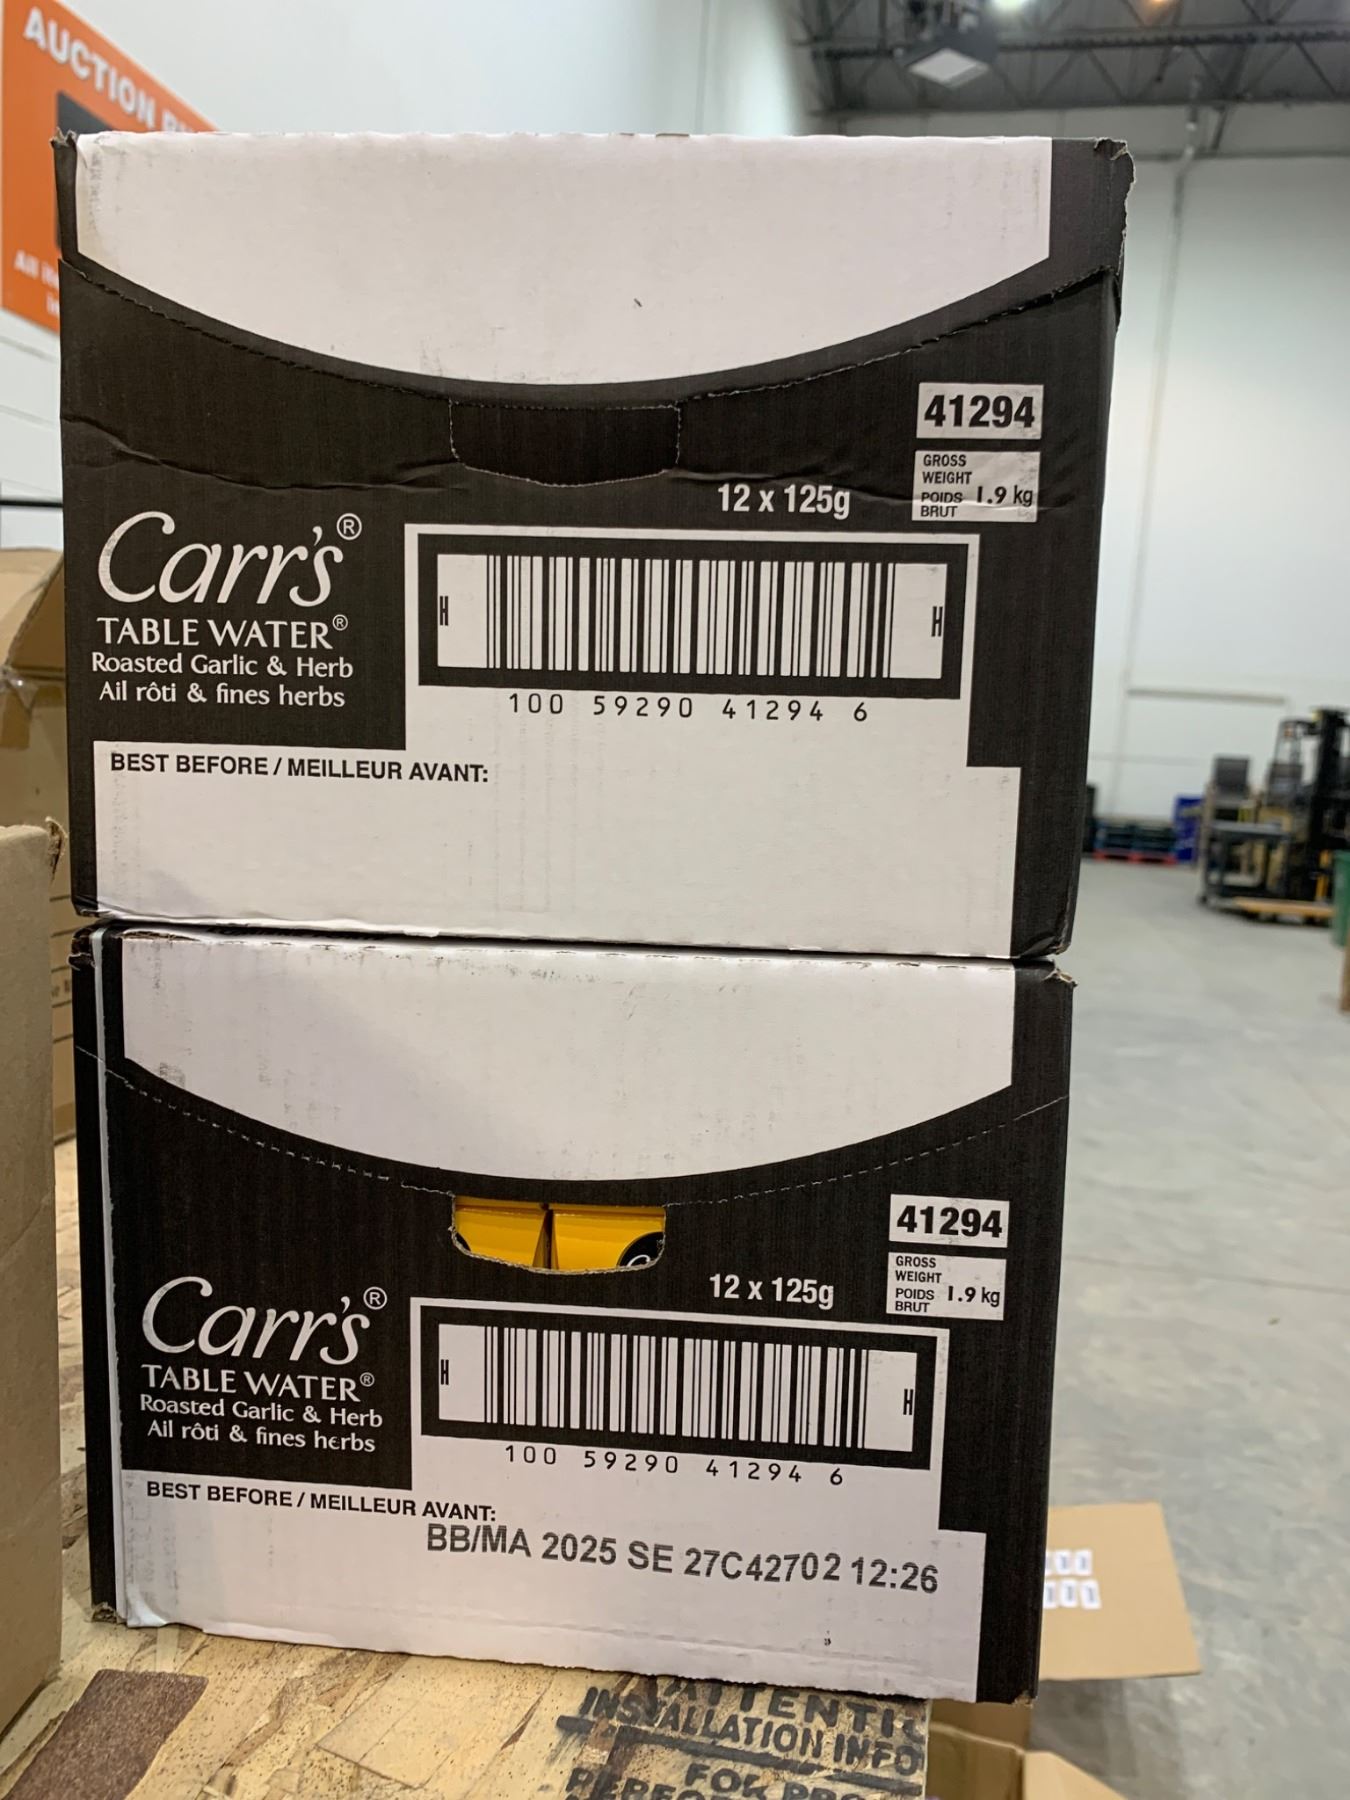 AUCTION
All
41294
GROSS
WEIGHT
POIDS 1.9 kg
BRUT
12 x 125g
Carr's®
TABLE WATER®
Roasted Garlic & Herb
Ail rôti & fines herbs
H H
100 59290 41294 6
BEST BEFORE / MEILLEUR AVANT:
41294
GROSS
WEIGHT
POIDS 1.9 kg
BRUT
12 x 125g
Carr's®
TABLE WATER®
Roasted Garlic & Herb
Ail rôti & fines herbs
H H
100 59290 41294 6
BEST BEFORE / MEILLEUR AVANT:
BB/MA 2025 SE 27C42702 12:26
INSTALLATION INFO
FOR